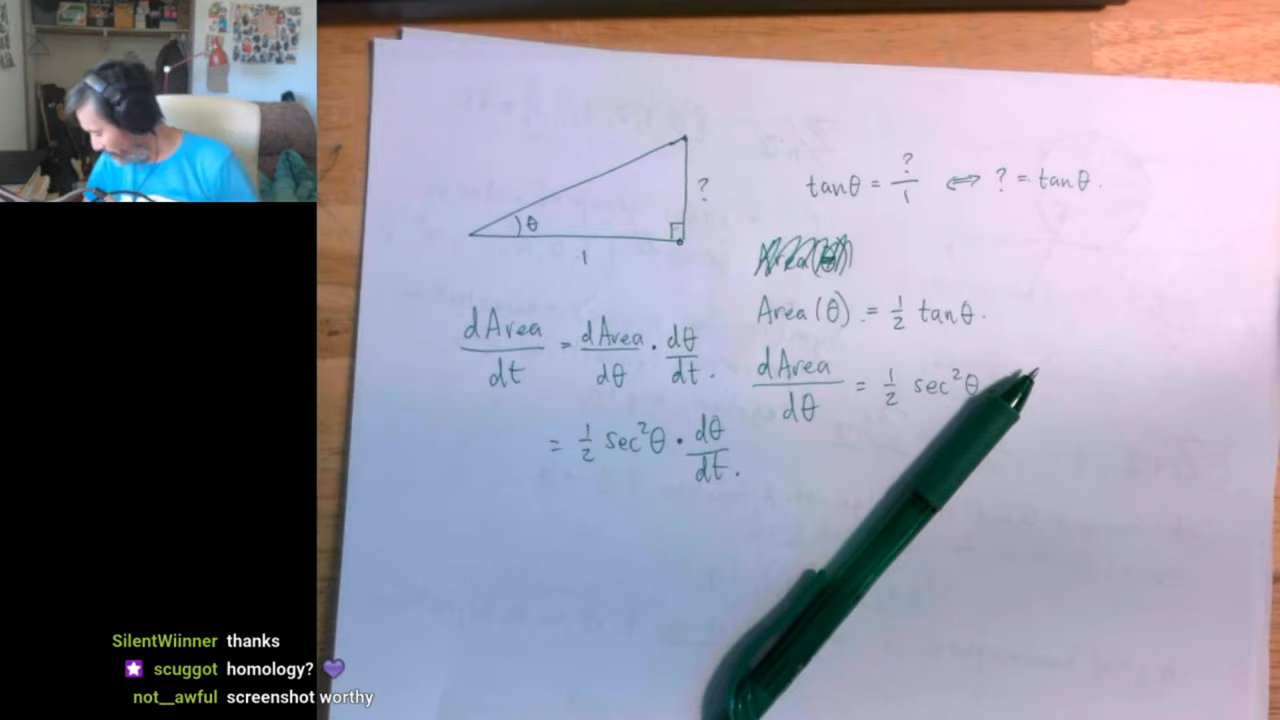 ?
θ
1
tanθ = ?/1 ⟺ ? = tanθ.
Area(θ) = 1/2 tanθ.
dArea/dt = dArea/dθ · dθ/dt.
dArea/dθ = 1/2 sec²θ
= 1/2 sec²θ · dθ/dt.
SilentWiinner thanks
scuggot homology? 💜
not__awful screenshot worthy